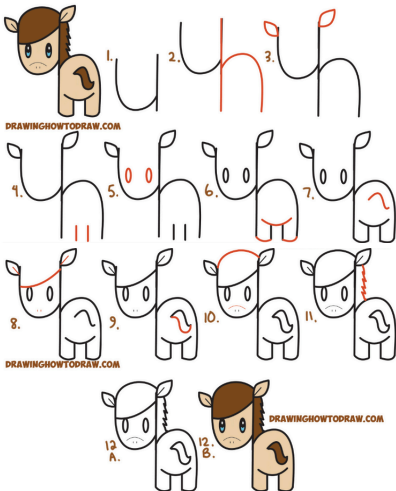 1.
2.
3.
DRAWINGHOWTODRAW.COM
4.
5.
6.
7.
8.
9.
10.
11.
DRAWINGHOWTODRAW.COM
12
A.
12.
B.
DRAWINGHOWTODRAW.COM